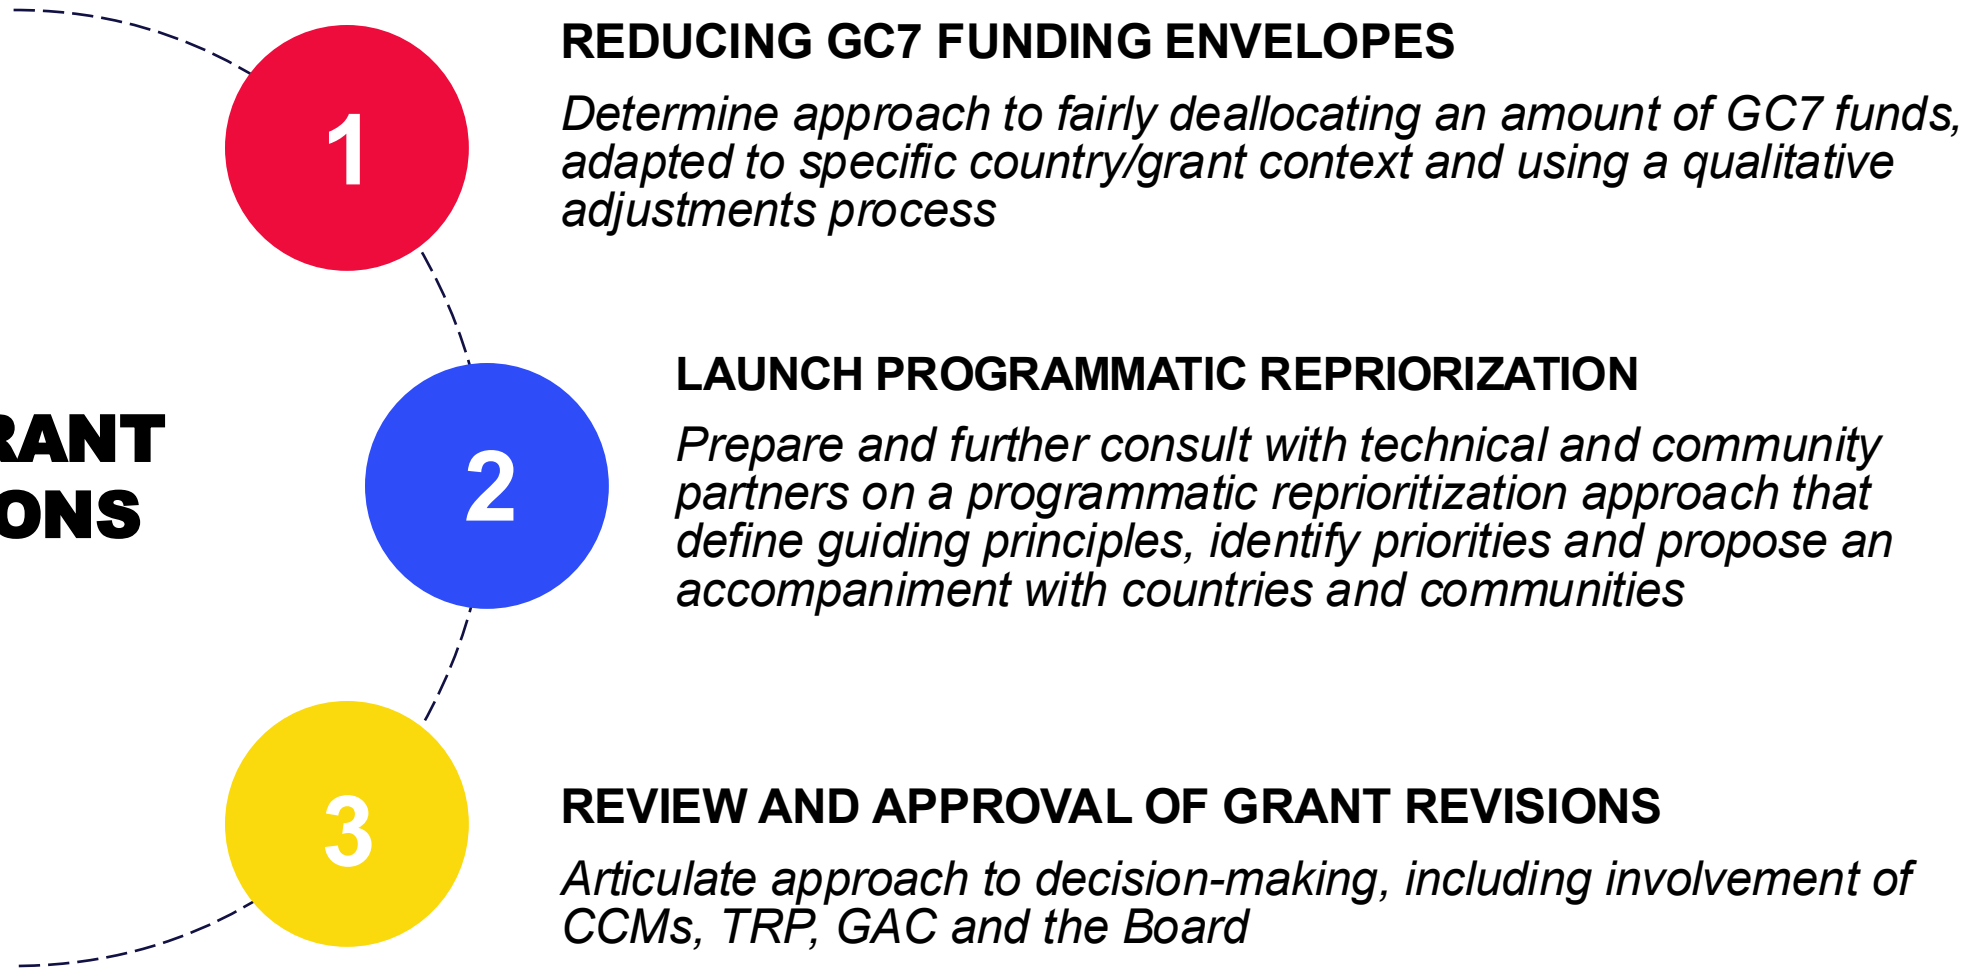 1
REDUCING GC7 FUNDING ENVELOPES
Determine approach to fairly deallocating an amount of GC7 funds,
adapted to specific country/grant context and using a qualitative
adjustments process
RANT
ONS
2
LAUNCH PROGRAMMATIC REPRIORIZATION
Prepare and further consult with technical and community
partners on a programmatic reprioritization approach that
define guiding principles, identify priorities and propose an
accompaniment with countries and communities
3
REVIEW AND APPROVAL OF GRANT REVISIONS
Articulate approach to decision-making, including involvement of
CCMs, TRP, GAC and the Board